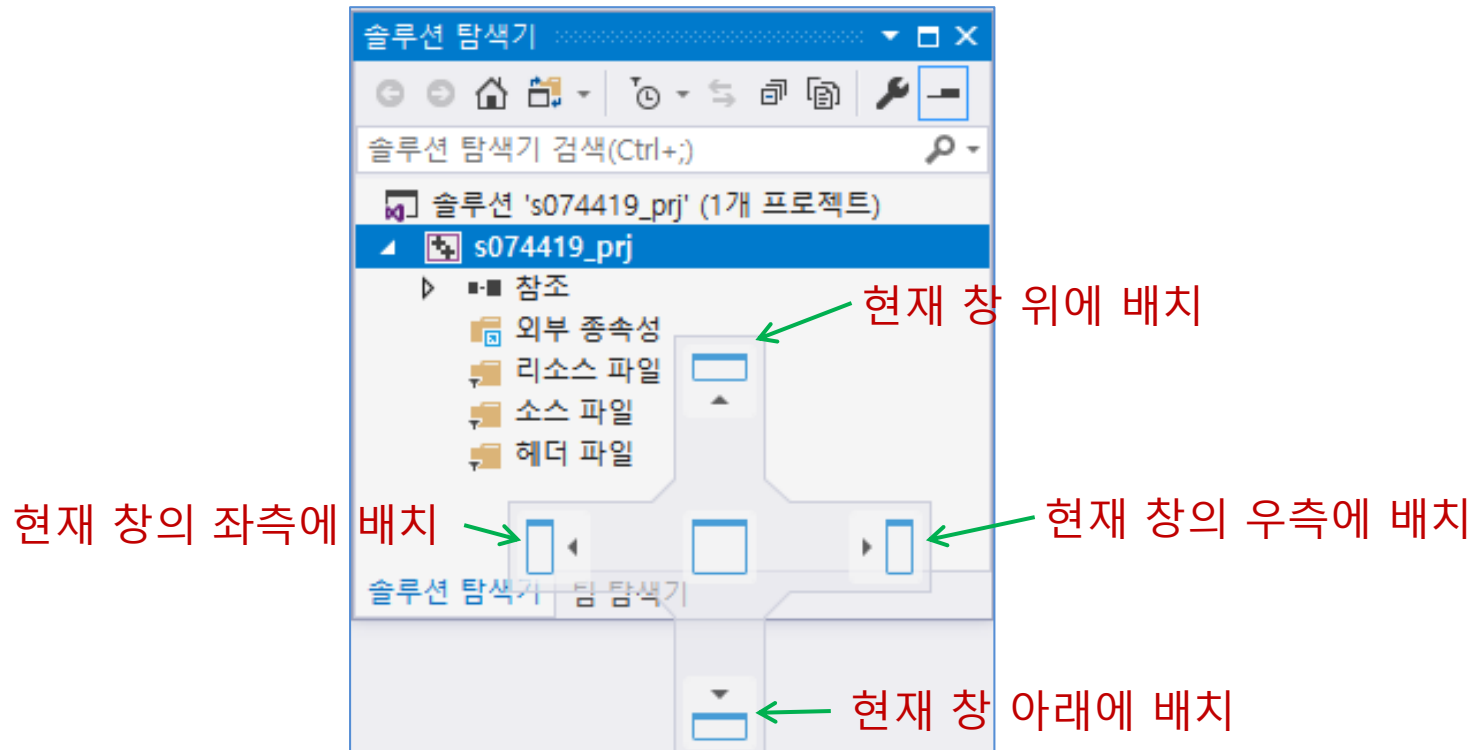 솔루션 탐색기
솔루션 탐색기 검색(Ctrl+;)
솔루션 's074419_prj' (1개 프로젝트)
s074419_prj
참조
현재 창 위에 배치
외부 종속성
리소스 파일
소스 파일
헤더 파일
현재 창의 좌측에 배치
현재 창의 우측에 배치
솔루션 탐색기 팀 탐색기
현재 창 아래에 배치